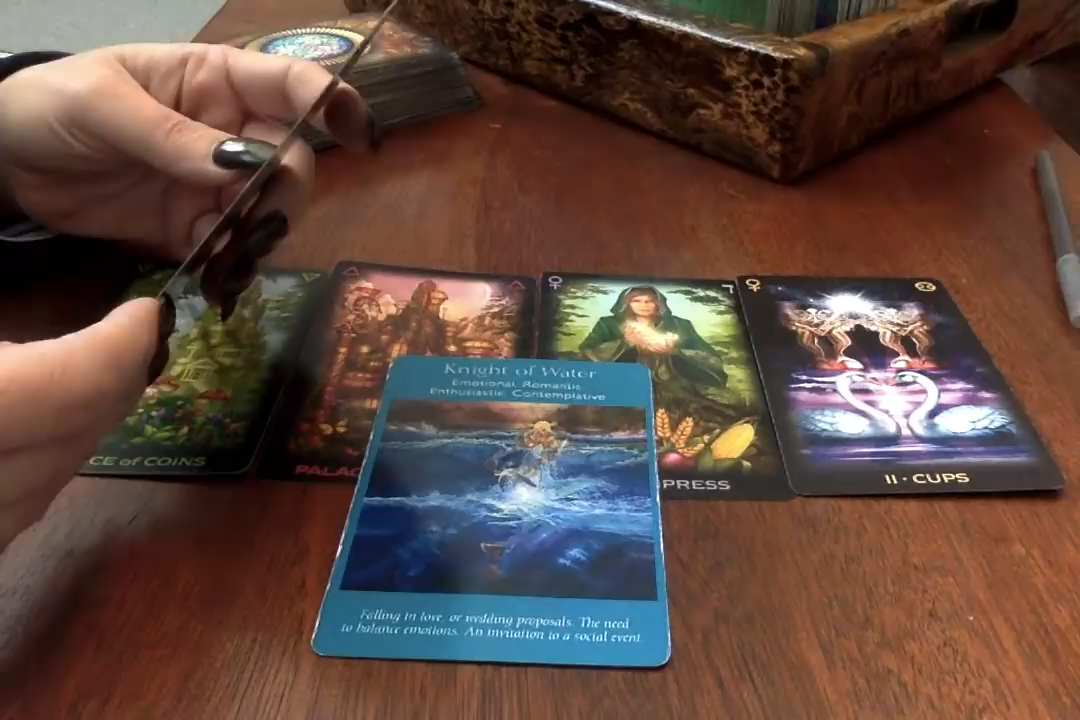 Knight of Water
Emotional, Romantic,
Enthusiastic, Contemplative
CE of COINS
PALAC
PRESS
II · CUPS
Falling in love, or wedding proposals. The need
to balance emotions. An invitation to a social event.